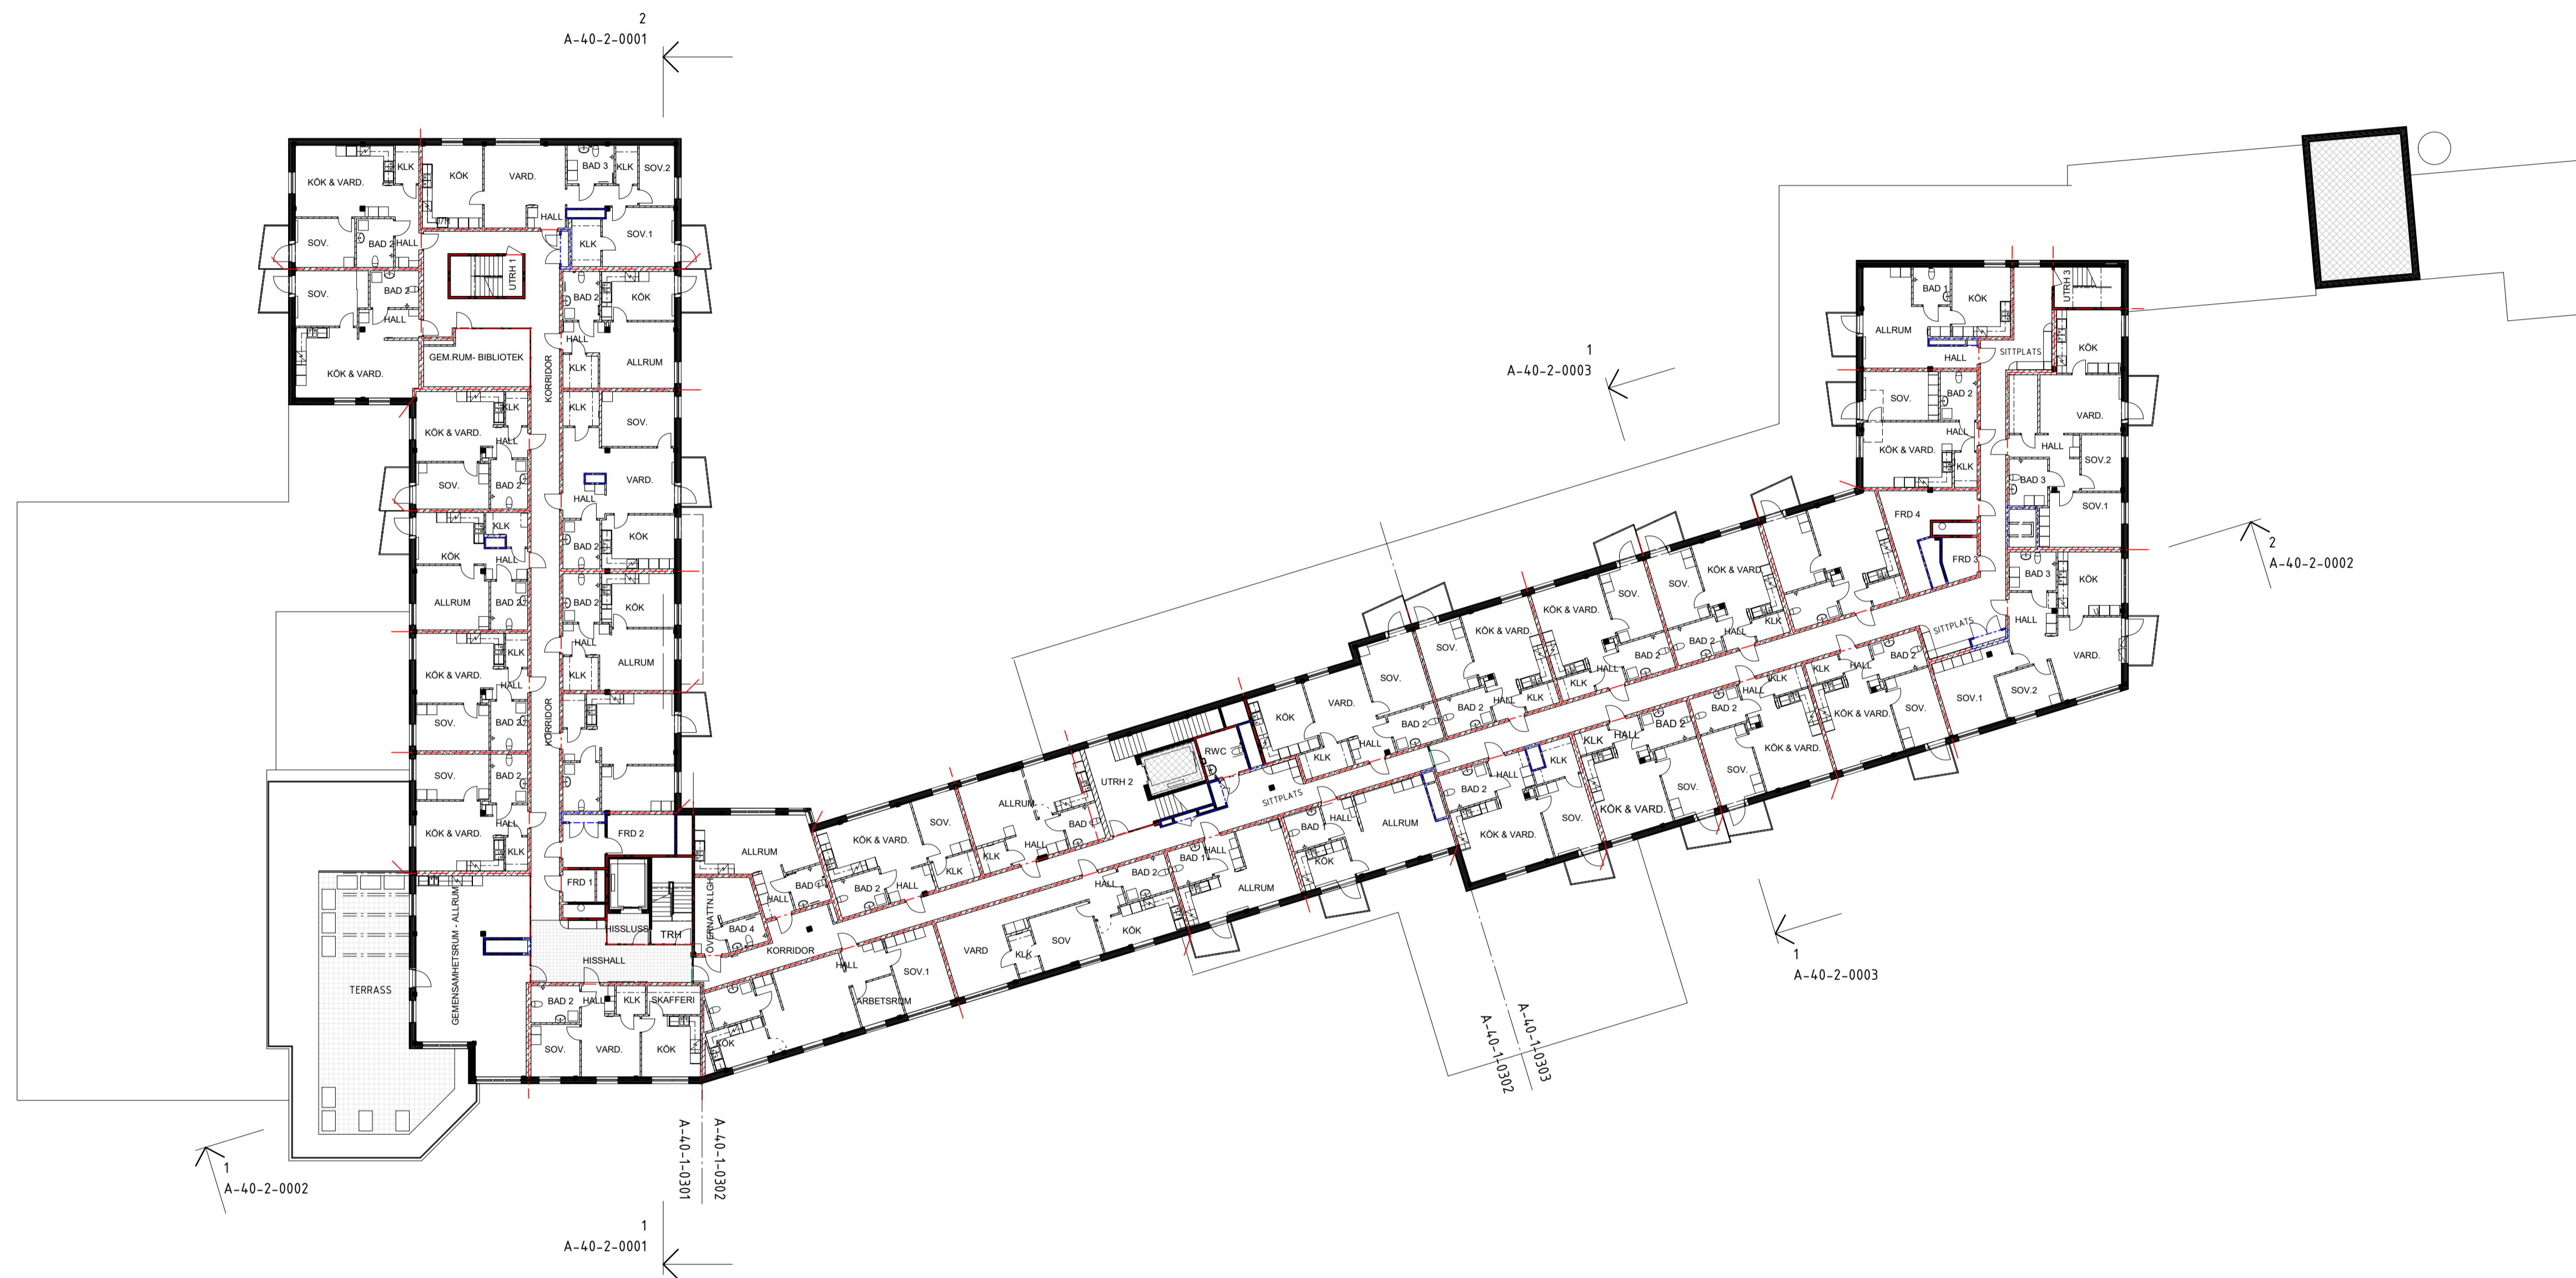 2
A-40-2-0001
KÖK & VARD.
KLK
KÖK
VARD.
BAD 3
KLK
SOV.2
HALL
SOV.1
KLK
SOV.
BAD 2
HALL
UTRH 1
SOV.
BAD 2
HALL
KÖK & VARD.
GEM.RUM- BIBLIOTEK
KORRIDOR
BAD 2
KÖK
HALL
ALLRUM
KLK
KLK
SOV.
VARD.
HALL
BAD 2
KÖK
KLK
KÖK & VARD.
HALL
SOV.
BAD 2
KLK
KÖK
HALL
ALLRUM
BAD 2
BAD 2
KÖK
HALL
ALLRUM
KLK
KLK
KÖK & VARD.
HALL
SOV.
BAD 2
KORRIDOR
SOV.
BAD 2
HALL
KÖK & VARD.
KLK
FRD 2
FRD 1
HISSLUSS
TRH
HISSHALL
GEMENSAMHETSRUM - ALLRUM
TERRASS
BAD 2
HALL
KLK
SKAFFERI
SOV.
VARD.
KÖK
ALLRUM
HALL
BAD
ÖVERNATTN.LGH
BAD 4
KORRIDOR
KÖK & VARD.
SOV.
BAD 2
HALL
KLK
ALLRUM
KLK
HALL
BAD
UTRH 2
RWC
SITTPLATS
HALL
SOV.1
ARBETSRUM
KÖK
VARD
KLK
SOV
KÖK
HALL
BAD 2
BAD 1
HALL
ALLRUM
BAD 1
HALL
ALLRUM
KÖK
KÖK
VARD.
SOV.
KLK
HALL
BAD 2
SOV.
KÖK & VARD.
BAD 2
HALL
KLK
KÖK & VARD.
SOV.
KLK
HALL
BAD 2
SOV.
KÖK & VARD.
BAD 2
HALL
KLK
BAD 2
HALL
KLK
KÖK & VARD.
SOV.
KLK
HALL
BAD 2
KÖK & VARD.
SOV.
BAD 2
HALL
KLK
SOV.
KÖK & VARD.
KLK
HALL
BAD 2
KÖK & VARD.
SOV.
SITTPLATS
SOV.1
SOV.2
BAD 1
KÖK
ALLRUM
HALL
UTRH 3
SITTPLATS
KÖK
VARD.
SOV.
BAD 2
HALL
KÖK & VARD.
KLK
HALL
SOV.2
BAD 3
SOV.1
FRD 4
FRD 3
BAD 3
KÖK
HALL
VARD.
1
A-40-2-0003
2
A-40-2-0002
1
A-40-2-0003
A-40-1-0303
A-40-1-0302
A-40-1-0301
A-40-1-0302
1
A-40-2-0002
1
A-40-2-0001